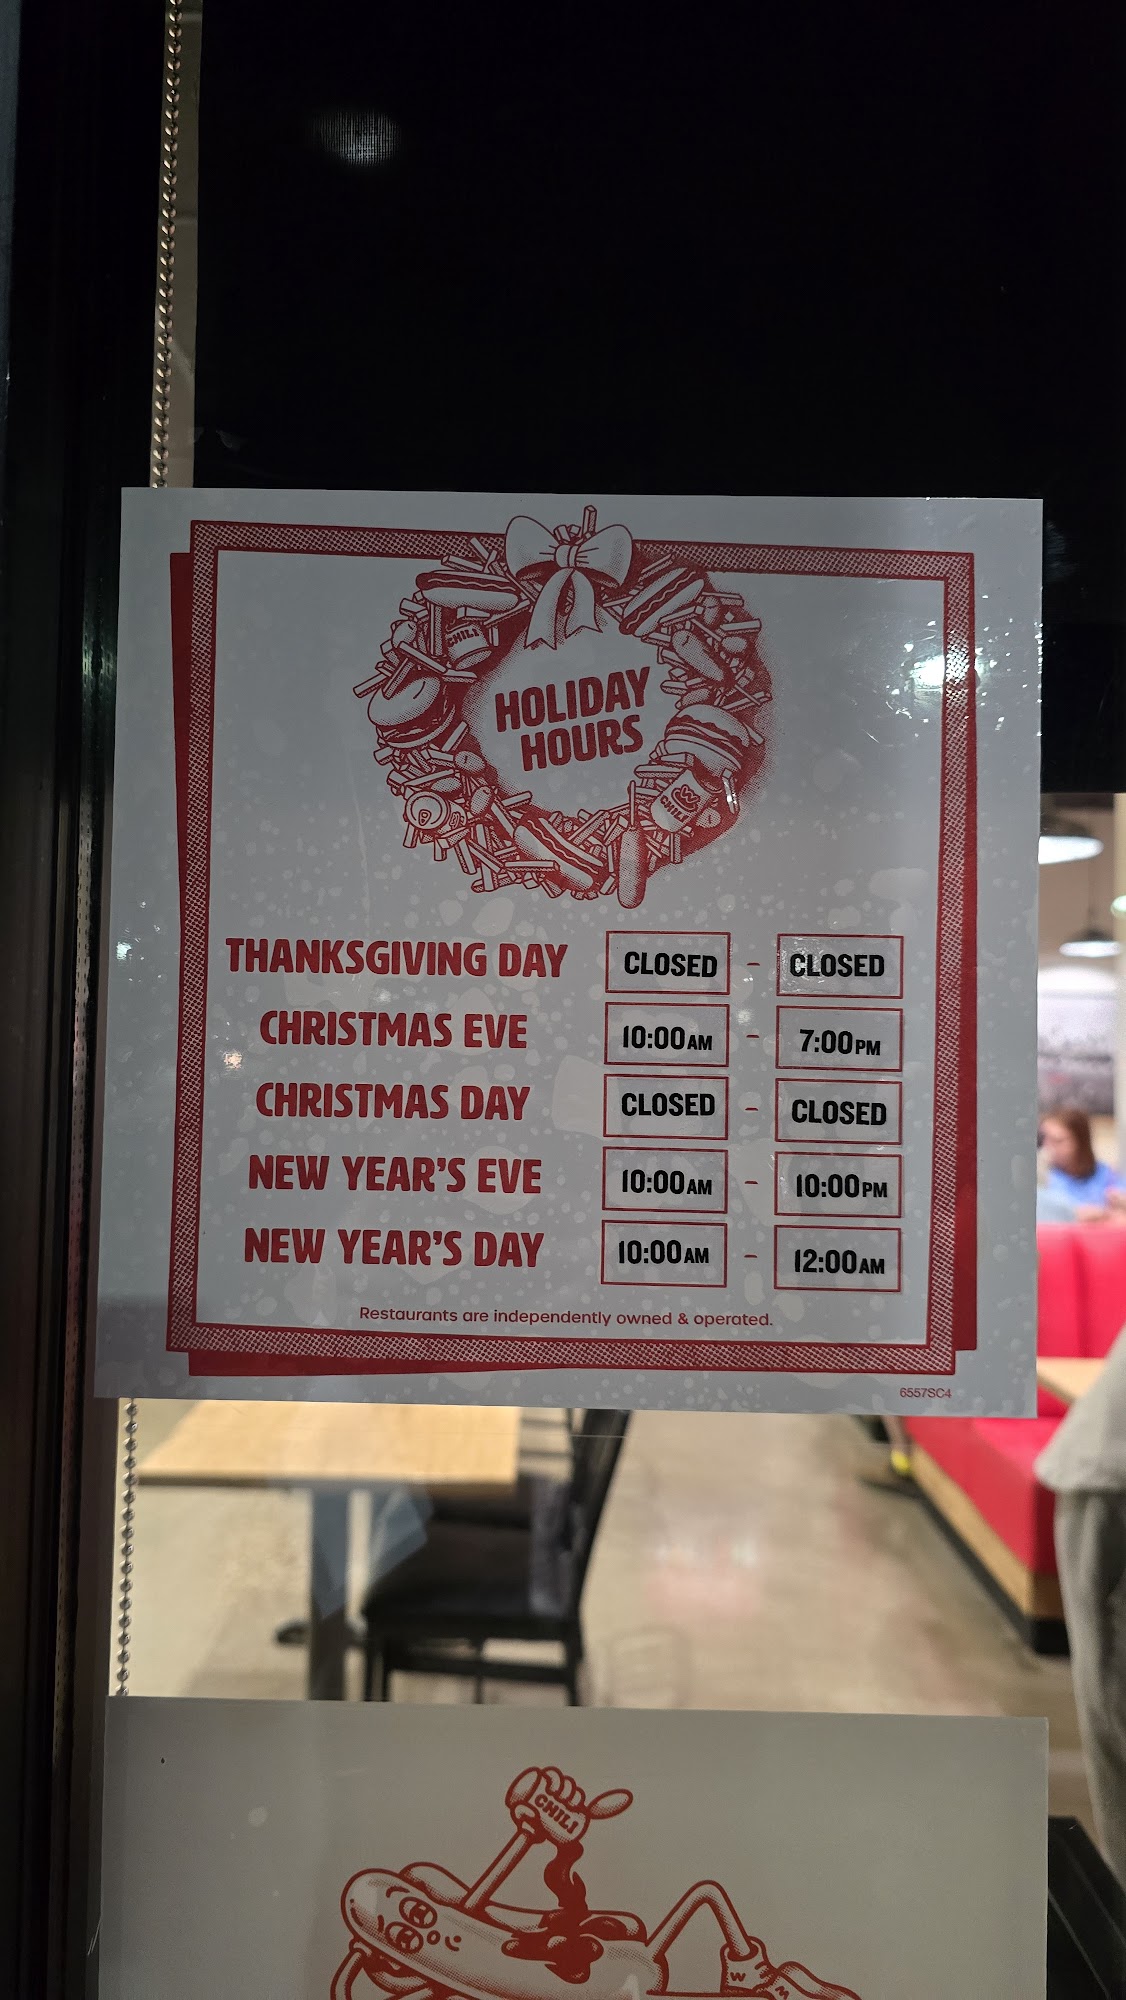 CHILI
HOLIDAY
HOURS
W
CHILI
THANKSGIVING DAY CLOSED - CLOSED
CHRISTMAS EVE 10:00AM - 7:00PM
CHRISTMAS DAY CLOSED - CLOSED
NEW YEAR'S EVE 10:00AM - 10:00PM
NEW YEAR'S DAY 10:00AM - 12:00AM
Restaurants are independently owned & operated.
6557SC4
CHILI
W